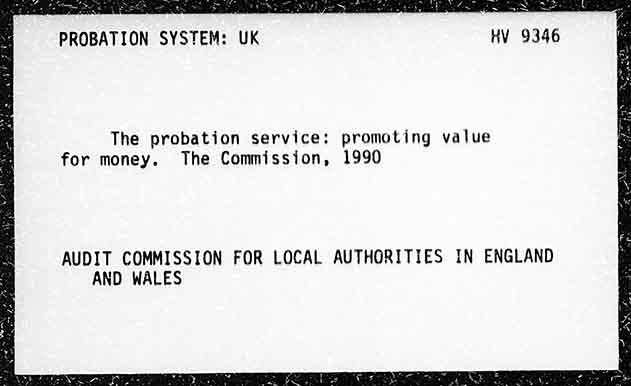 PROBATION SYSTEM: UK HV 9346
The probation service: promoting value
for money. The Commission, 1990
AUDIT COMMISSION FOR LOCAL AUTHORITIES IN ENGLAND
AND WALES